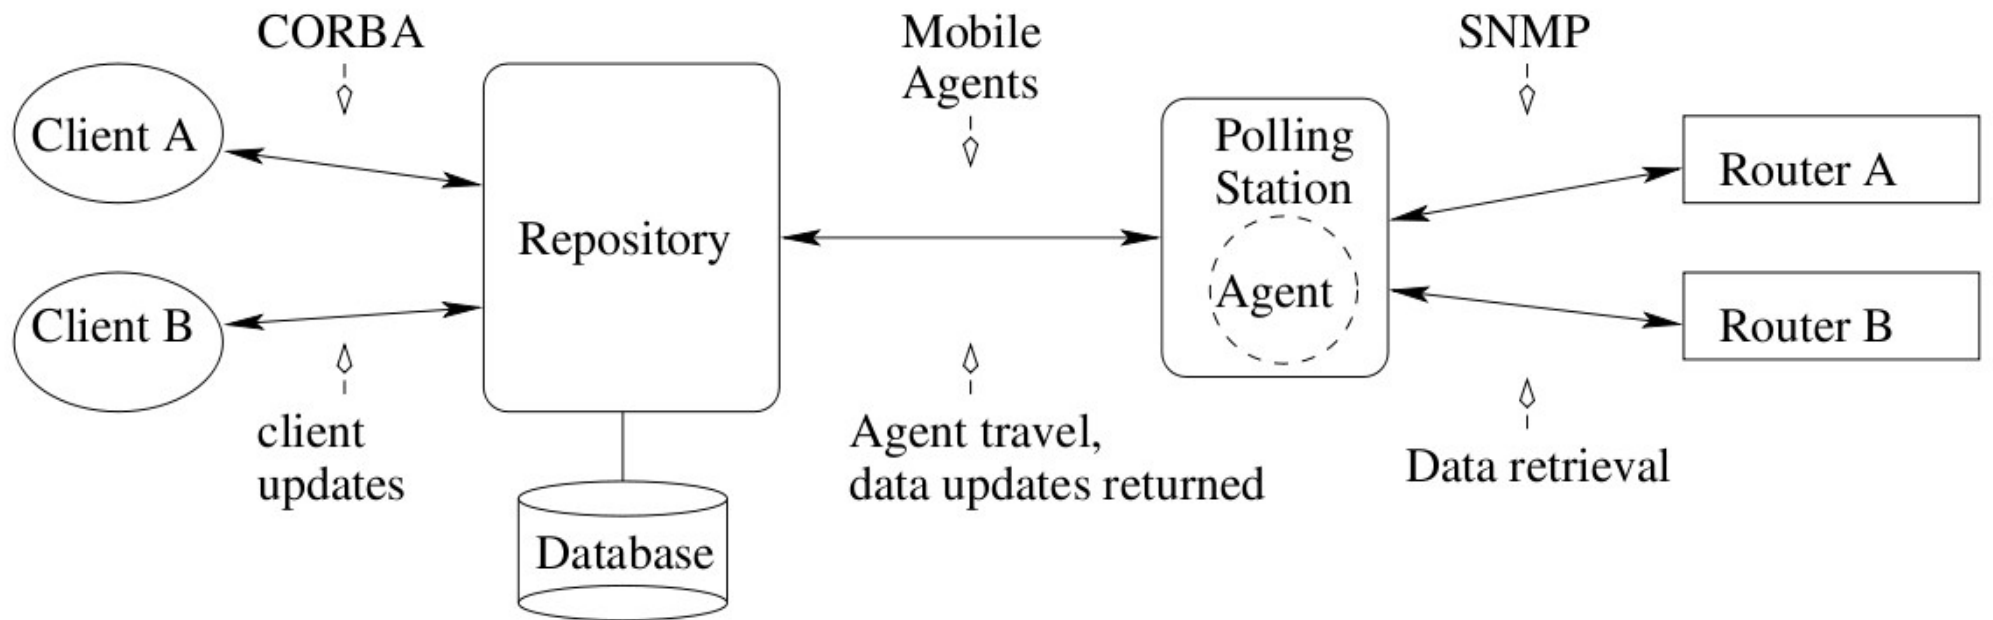 CORBA
Mobile
Agents
SNMP
Client A
Client B
Repository
Polling
Station
Agent
Router A
Router B
client
updates
Agent travel,
data updates returned
Data retrieval
Database